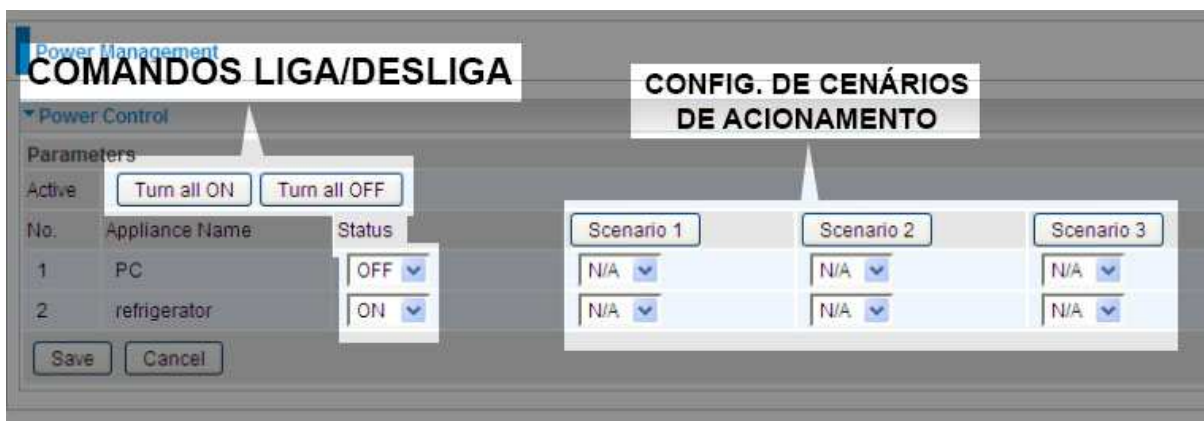 Power Management
COMANDOS LIGA/DESLIGA
CONFIG. DE CENÁRIOS
DE ACIONAMENTO
Power Control
Parameters
Active Turn all ON Turn all OFF
No. Appliance Name Status Scenario 1 Scenario 2 Scenario 3
1 PC OFF N/A N/A N/A
2 refrigerator ON N/A N/A N/A
Save Cancel